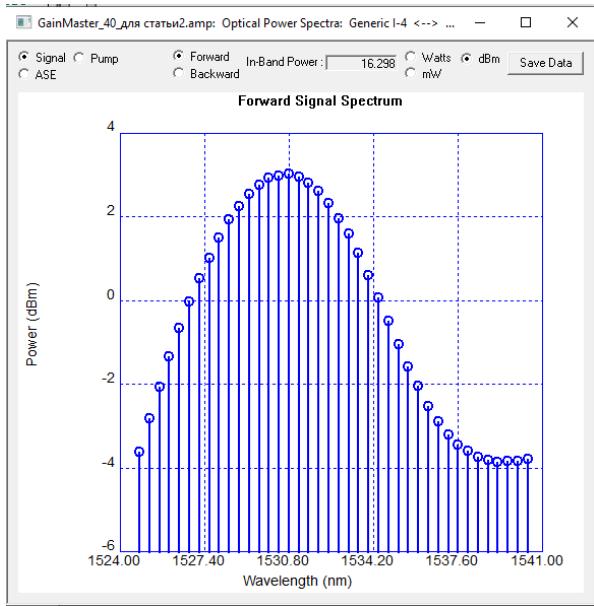 GainMaster_40_для статьи2.amp: Optical Power Spectra: Generic I-4 <--> ...
Signal Pump Forward In-Band Power: 16.298 Watts dBm Save Data
ASE Backward mW
Forward Signal Spectrum
4
2
0
-2
-4
-6
Power (dBm)
1524.00 1527.40 1530.80 1534.20 1537.60 1541.00
Wavelength (nm)